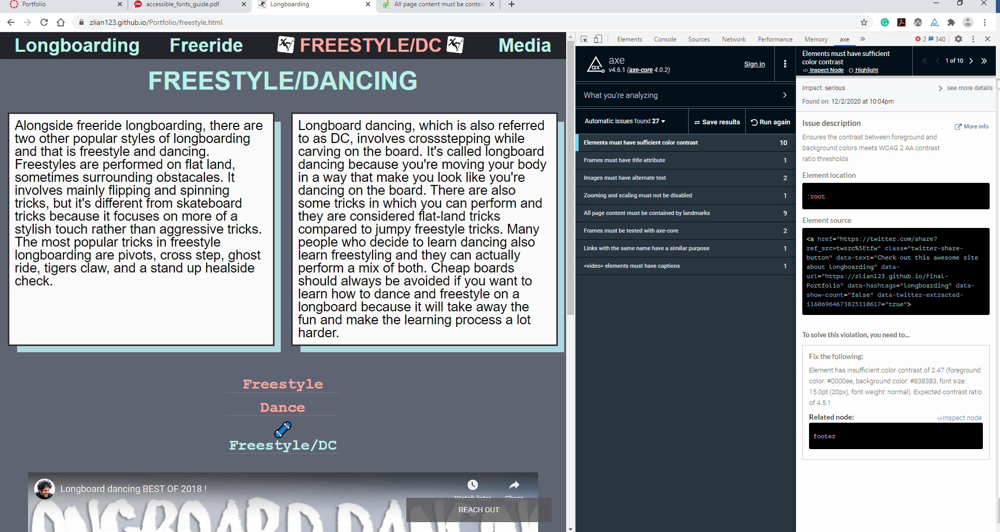 Portfolio
accessible_fonts_guide.pdf
Longboarding
All page content must be contain
zlian123.github.io/Portfolio/freestyle.html
Longboarding
Freeride
FREESTYLE/DC
Media
FREESTYLE/DANCING
Alongside freeride longboarding, there are
two other popular styles of longboarding
and that is freestyle and dancing.
Freestyles are performed on flat land,
sometimes surrounding obstacales. It
involves mainly flipping and spinning
tricks, but it's different from skateboard
tricks because it focuses on more of a
stylish touch rather than aggressive tricks.
The most popular tricks in freestyle
longboarding are pivots, cross step, ghost
ride, tigers claw, and a stand up healside
check.
Longboard dancing, which is also referred
to as DC, involves crossstepping while
carving on the board. It's called longboard
dancing because you're moving your body
in a way that make you look like you're
dancing on the board. There are also
some tricks in which you can perform and
they are considered flat-land tricks
compared to jumpy freestyle tricks. Many
people who decide to learn dancing also
learn freestyling and they can actually
perform a mix of both. Cheap boards
should always be avoided if you want to
learn how to dance and freestyle on a
longboard because it will take away the
fun and make the learning process a lot
harder.
Freestyle
Dance
Freestyle/DC
Longboard dancing BEST OF 2018 !
Watch later
Share
REACH OUT
Elements
Console
Sources
Network
Performance
Memory
axe
2
340
axe
v4.6.1 (axe-core 4.0.2)
Sign in
What you're analyzing
Automatic issues found 27
Save results
Run again
Elements must have sufficient color contrast 10
Frames must have title attribute 1
Images must have alternate text 2
Zooming and scaling must not be disabled 1
All page content must be contained by landmarks 9
Frames must be tested with axe-core 2
Links with the same name have a similar purpose 1
<video> elements must have captions 1
Elements must have sufficient
color contrast
Inspect Node
Highlight
1 of 10
Impact: serious
see more details
Found on: 12/2/2020 at 10:04pm
Issue description
More info
Ensures the contrast between foreground and
background colors meets WCAG 2 AA contrast
ratio thresholds
Element location
:root
Element source
<a href="https://twitter.com/share?
ref_src=twsrc%5Etfw" class="twitter-share-
button" data-text="Check out this awesome site
about longboarding" data-
url="https://zlian123.github.io/Final-
Portfolio" data-hashtags="longboarding" data-
show-count="false" data-twitter-extracted-
i1606964673825110617="true">
To solve this violation, you need to...
Fix the following:
Element has insufficient color contrast of 2.47 (foreground
color: #0000ee, background color: #838383, font size:
15.0pt (20px), font weight: normal). Expected contrast ratio
of 4.5:1
Related node:
Inspect node
footer